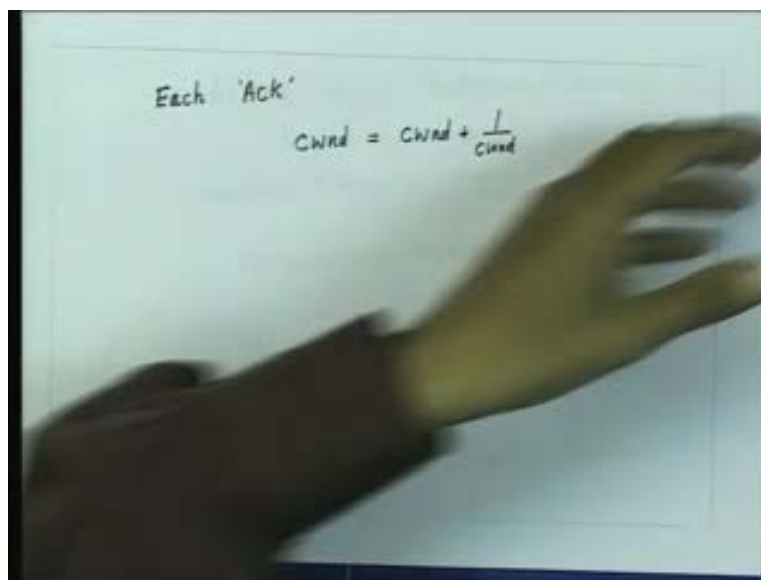 Each 'Ack'
cwnd = cwnd + 1/cwnd